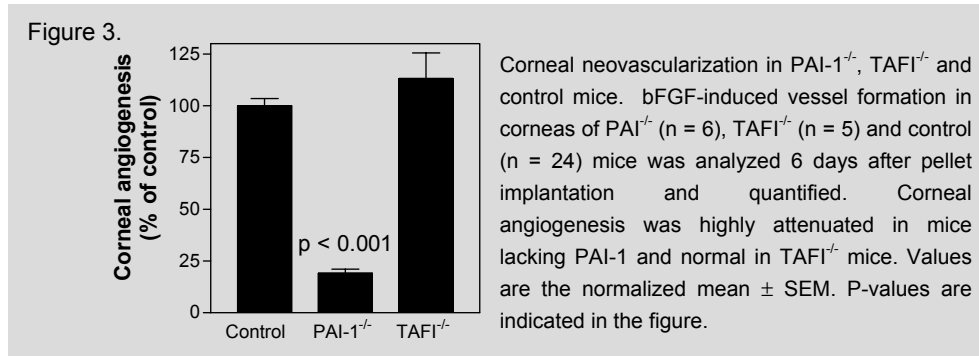 Figure 3.
Corneal angiogenesis
(% of control)
125
100
75
50
25
0
p < 0.001
Control PAI-1-/- TAFI-/-
Corneal neovascularization in PAI-1-/-, TAFI-/- and
control mice. bFGF-induced vessel formation in
corneas of PAI-/- (n = 6), TAFI-/- (n = 5) and control
(n = 24) mice was analyzed 6 days after pellet
implantation and quantified. Corneal
angiogenesis was highly attenuated in mice
lacking PAI-1 and normal in TAFI-/- mice. Values
are the normalized mean ± SEM. P-values are
indicated in the figure.